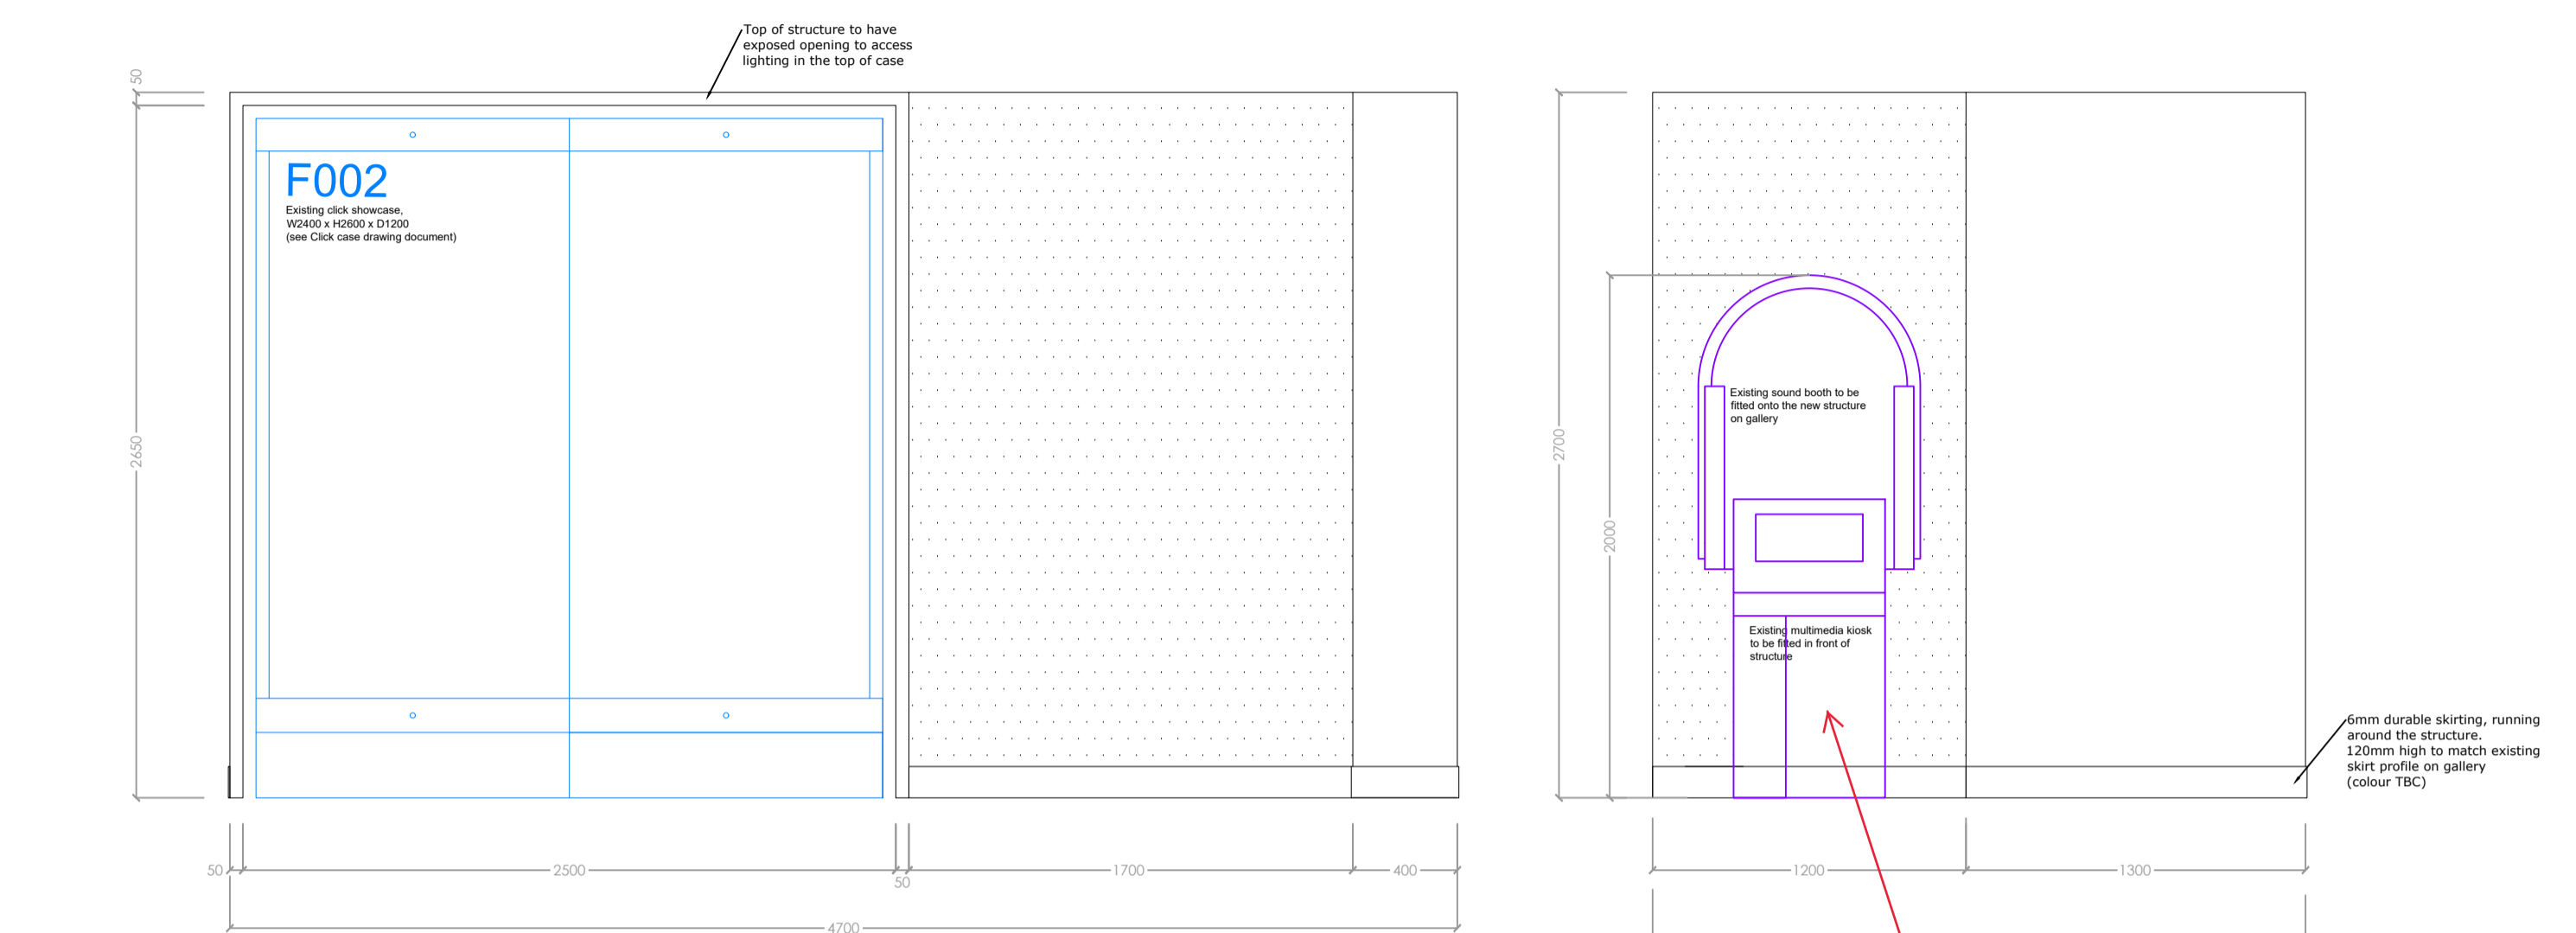 Top of structure to have
exposed opening to access
lighting in the top of case
50
F002
Existing click showcase,
W2400 x H2600 x D1200
(see Click case drawing document)
2650
50
2500
50
1700
400
4700
2700
2000
Existing sound booth to be
fitted onto the new structure
on gallery
Existing multimedia kiosk
to be fitted in front of
structure
6mm durable skirting, running
around the structure.
120mm high to match existing
skirt profile on gallery
(colour TBC)
1200
1300